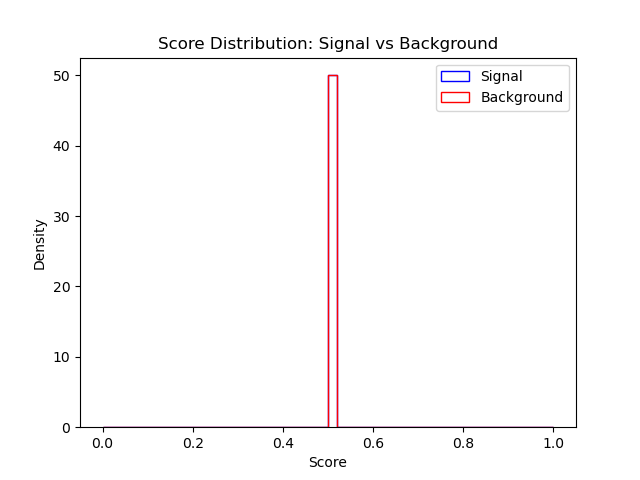 Score Distribution: Signal vs Background
Signal
Background
50
40
30
20
10
0
Density
0.0 0.2 0.4 0.6 0.8 1.0
Score